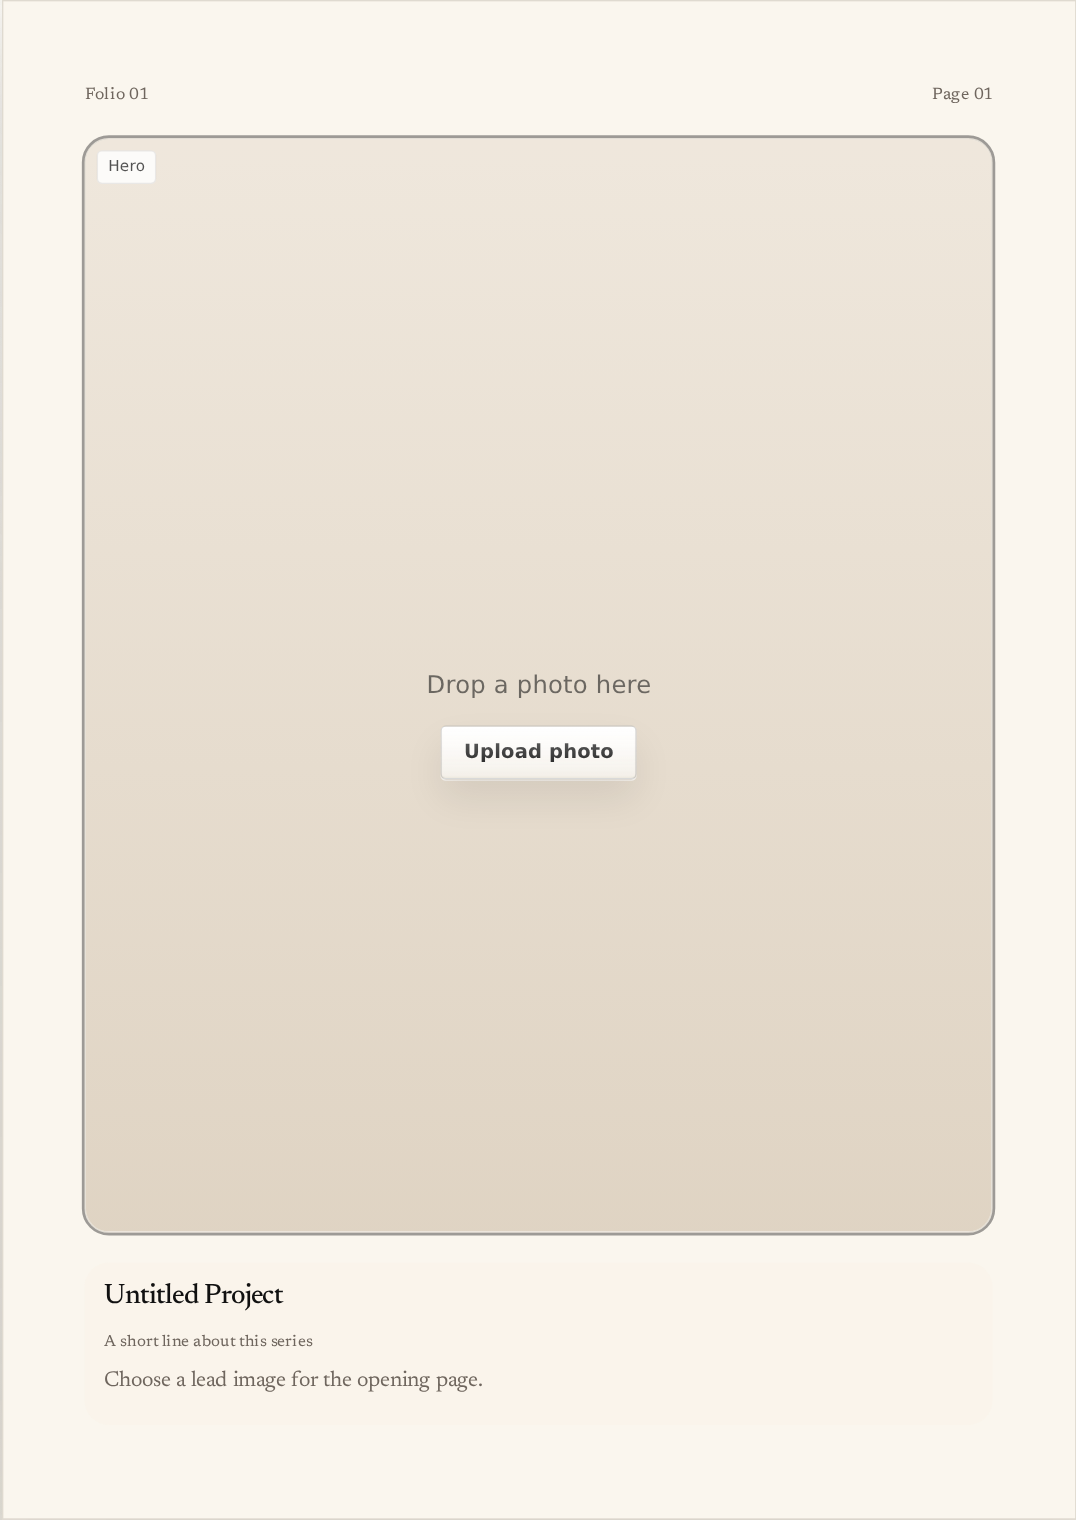 Folio 01
Page 01
Hero
Drop a photo here
Upload photo
Untitled Project
A short line about this series
Choose a lead image for the opening page.